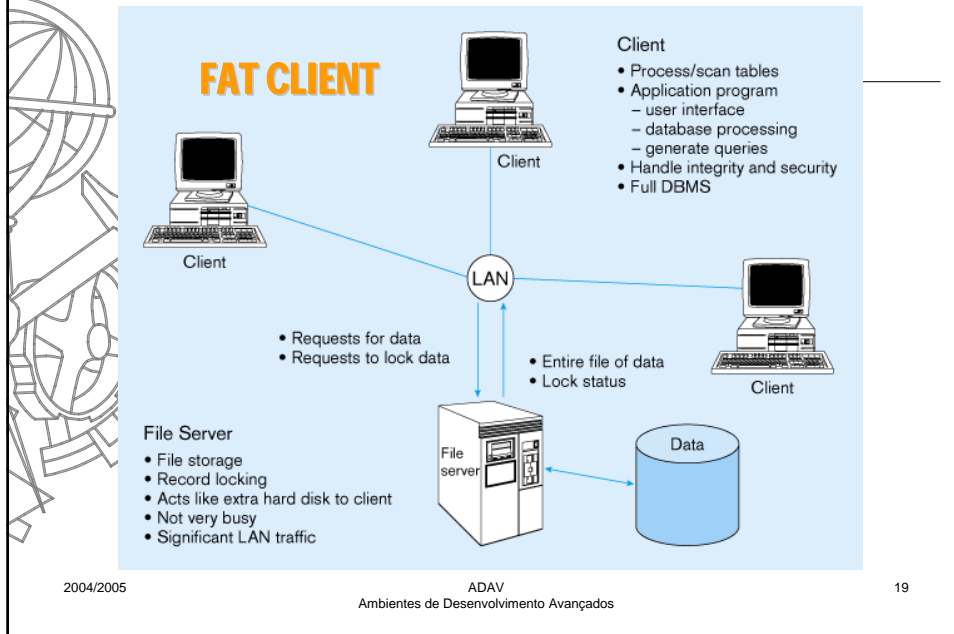 FAT CLIENT
Client
• Process/scan tables
• Application program
– user interface
– database processing
– generate queries
• Handle integrity and security
• Full DBMS
Client
Client
LAN
• Requests for data
• Requests to lock data
• Entire file of data
• Lock status
Client
File Server
• File storage
• Record locking
• Acts like extra hard disk to client
• Not very busy
• Significant LAN traffic
File
server
Data
2004/2005
ADAV
Ambientes de Desenvolvimento Avançados
19